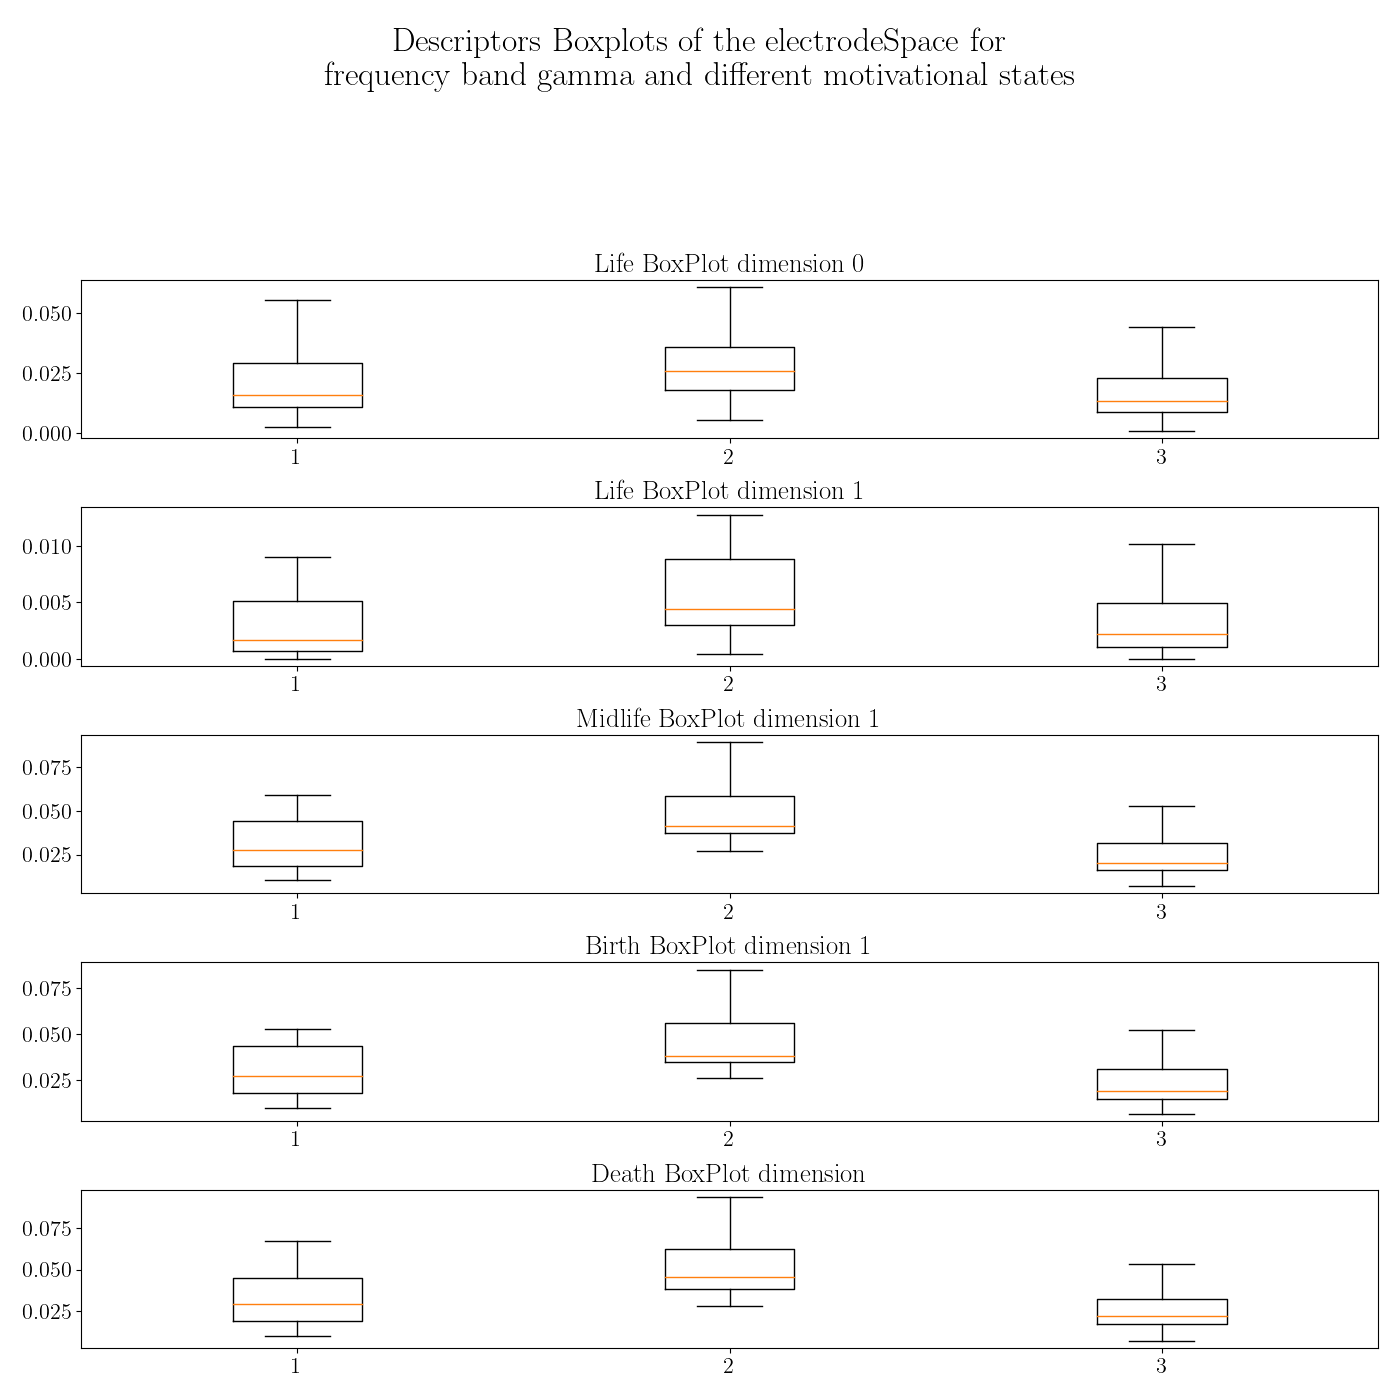 Descriptors Boxplots of the electrodeSpace for
frequency band gamma and different motivational states
Life BoxPlot dimension 0
0.050
0.025
0.000
1 2 3
Life BoxPlot dimension 1
0.010
0.005
0.000
1 2 3
Midlife BoxPlot dimension 1
0.075
0.050
0.025
1 2 3
Birth BoxPlot dimension 1
0.075
0.050
0.025
1 2 3
Death BoxPlot dimension
0.075
0.050
0.025
1 2 3